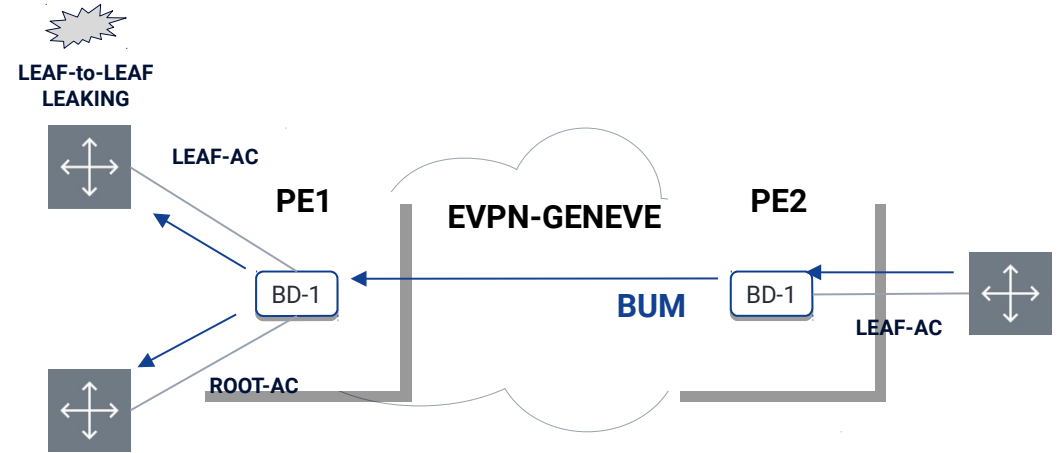 LEAF-to-LEAF
LEAKING
LEAF-AC
PE1
EVPN-GENEVE
PE2
BD-1
BD-1
BUM
LEAF-AC
ROOT-AC